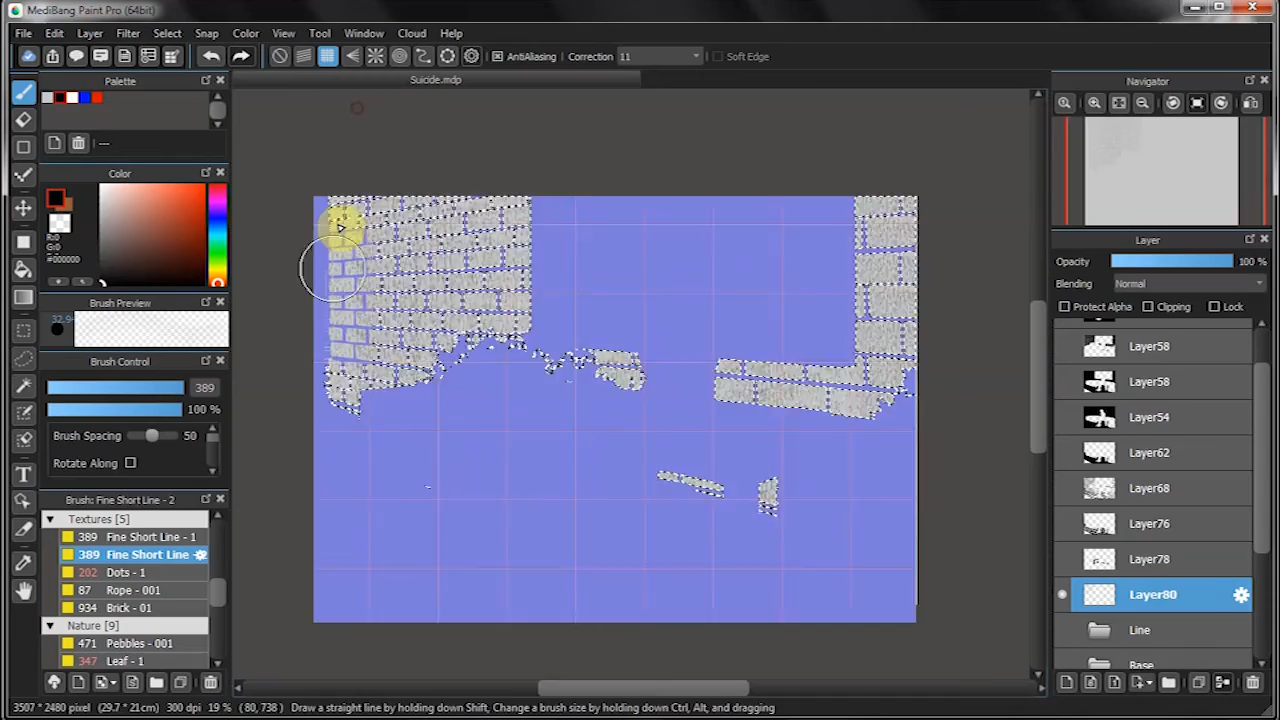 MediBang Paint Pro (64bit)
File Edit Layer Filter Select Snap Color View Tool Window Cloud Help
AntiAliasing Correction 11 Soft Edge
Palette
Suicide.mdp
Navigator
---
Color
R:0
G:0
B:0
#000000
Layer
Opacity 100 %
Blending Normal
Protect Alpha Clipping Lock
Brush Preview
32.9
Brush Control
389
100 %
Brush Spacing 50
Rotate Along
Layer58
Layer58
Layer54
Layer62
Layer68
Layer76
Layer78
Layer80
Line
Base
Brush: Fine Short Line - 2
Textures [5]
389 Fine Short Line - 1
389 Fine Short Line
202 Dots - 1
87 Rope - 001
934 Brick - 01
Nature [9]
471 Pebbles - 001
347 Leaf - 1
T
3507 * 2480 pixel (29.7 * 21cm) 300 dpi 19 % (80, 738) Draw a straight line by holding down Shift, Change a brush size by holding down Ctrl, Alt, and dragging